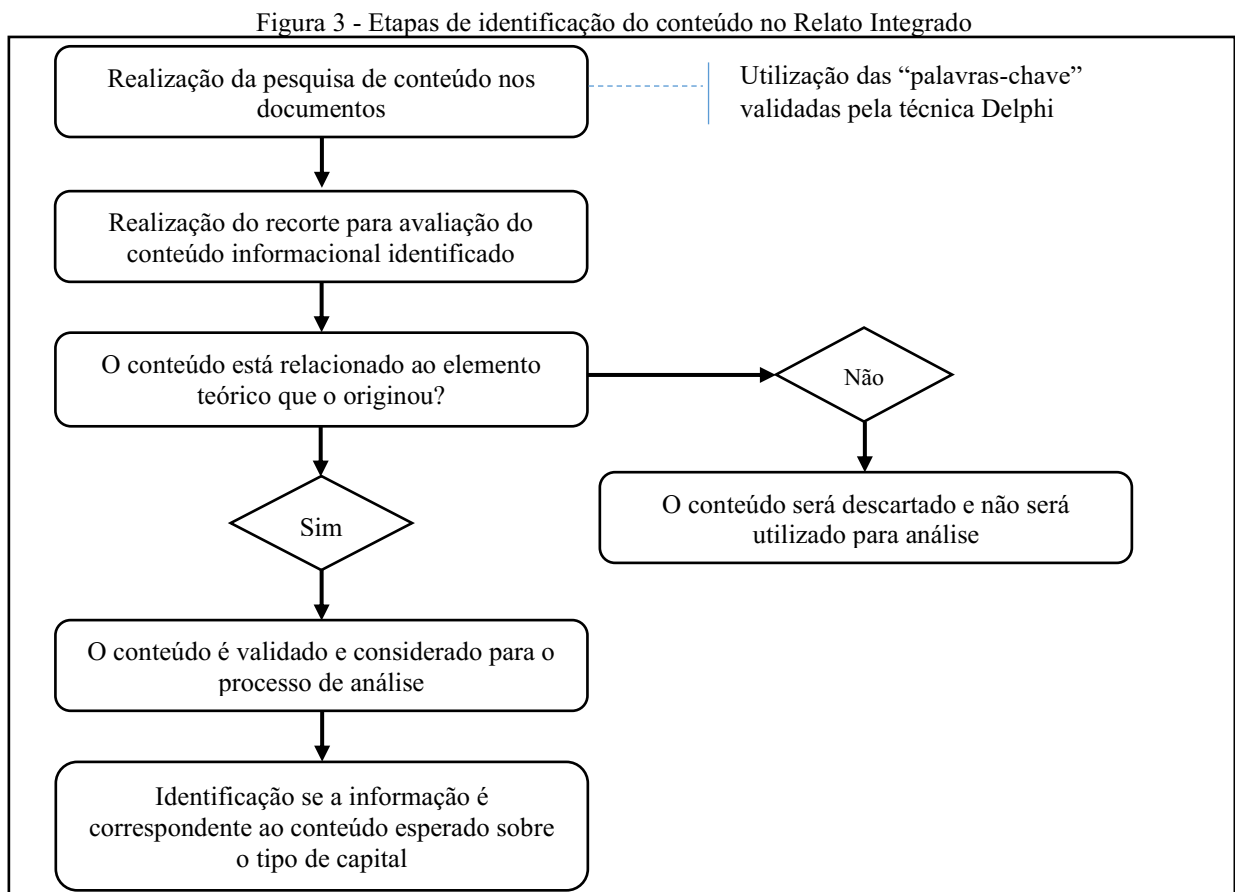 Figura 3 - Etapas de identificação do conteúdo no Relato Integrado
Realização da pesquisa de conteúdo nos
documentos
Utilização das “palavras-chave”
validadas pela técnica Delphi
Realização do recorte para avaliação do
conteúdo informacional identificado
O conteúdo está relacionado ao elemento
teórico que o originou?
Não
O conteúdo será descartado e não será
utilizado para análise
Sim
O conteúdo é validado e considerado para o
processo de análise
Identificação se a informação é
correspondente ao conteúdo esperado sobre
o tipo de capital